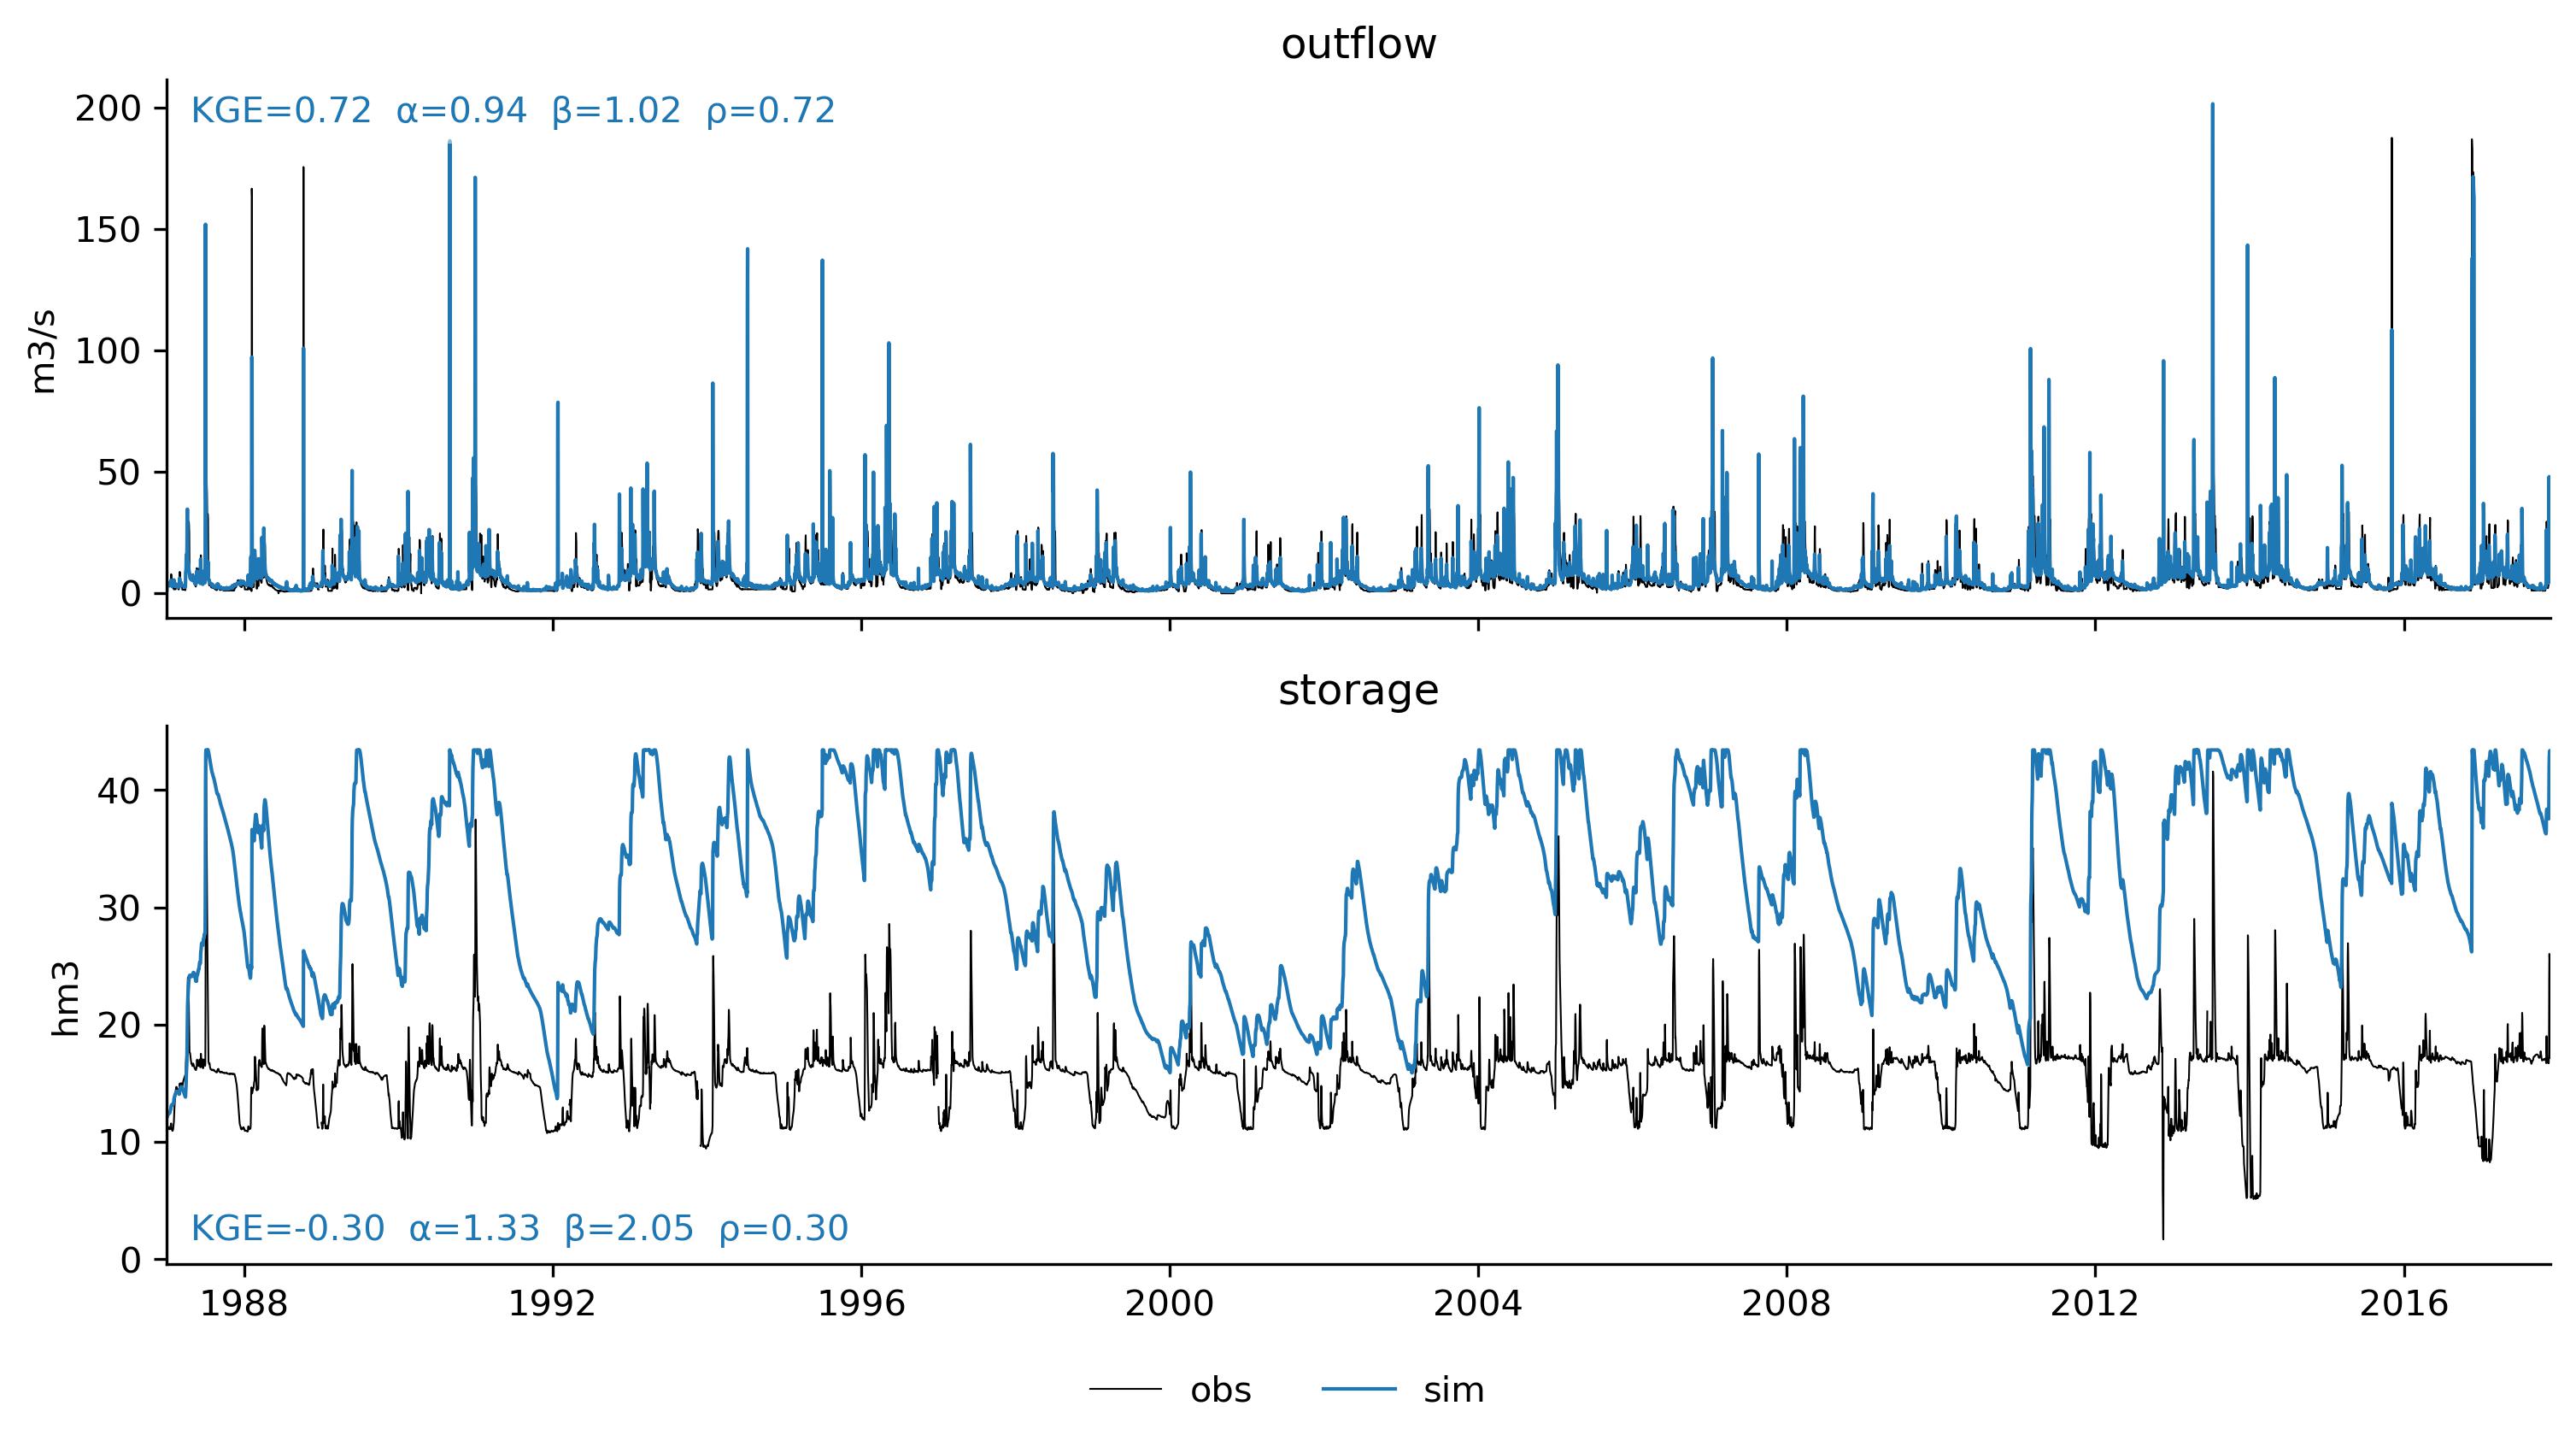 outflow
KGE=0.72 α=0.94 β=1.02 ρ=0.72
200
150
100
50
0
m3/s
storage
40
30
20
10
0
hm3
KGE=-0.30 α=1.33 β=2.05 ρ=0.30
1988 1992 1996 2000 2004 2008 2012 2016
obs sim